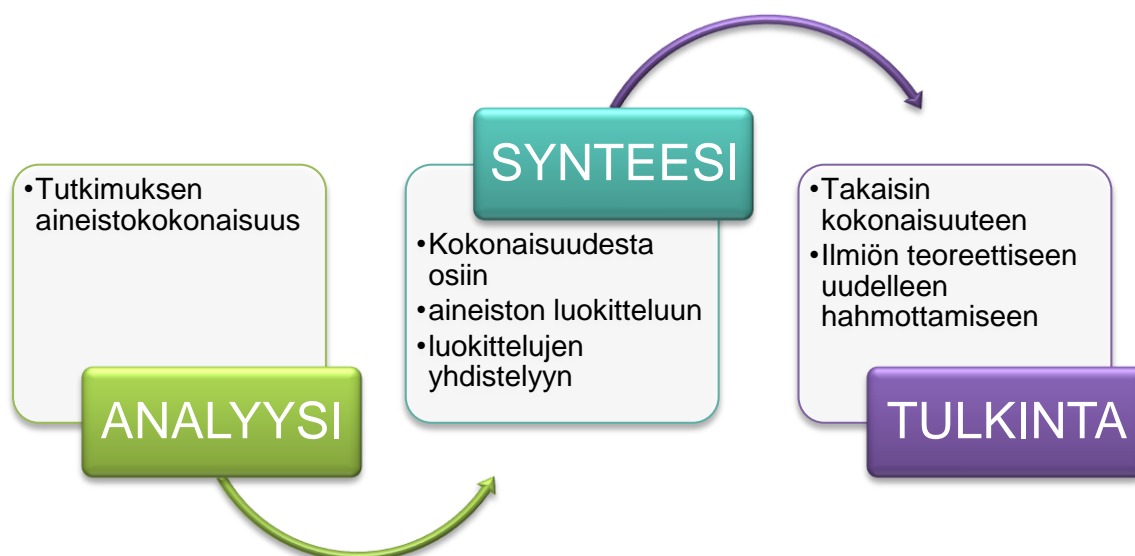 •Tutkimuksen
aineistokokonaisuus
ANALYYSI
SYNTEESI
•Kokonaisuudesta
osiin
•aineiston luokitteluun
•luokittelujen
yhdistelyyn
•Takaisin
kokonaisuuteen
•Ilmiön teoreettiseen
uudelleen
hahmottamiseen
TULKINTA